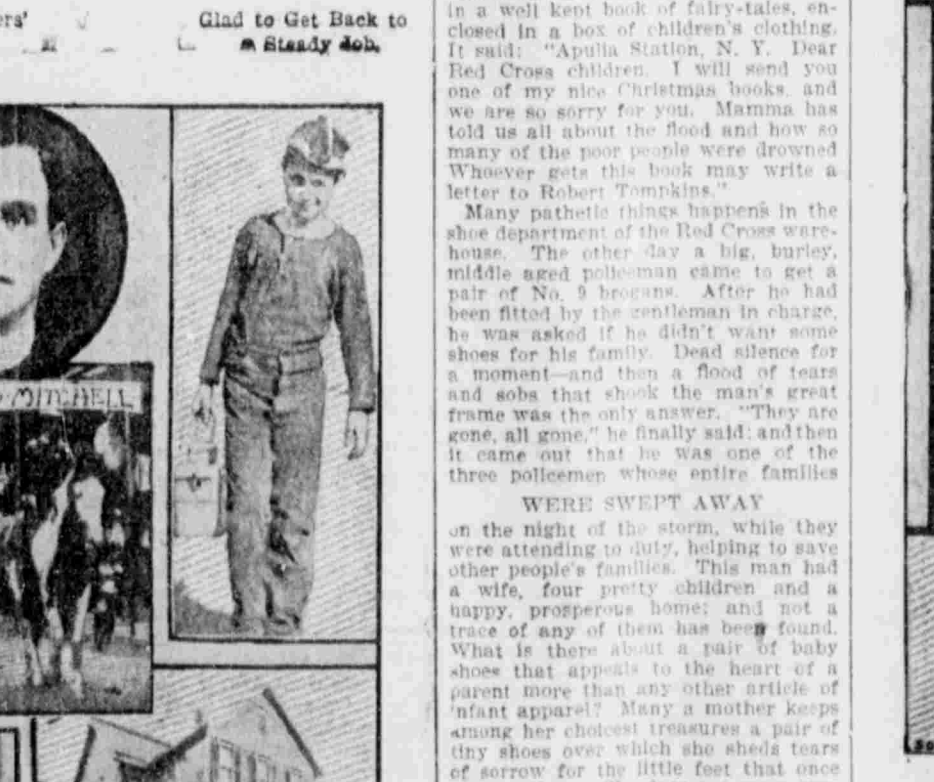 ers'
Glad to Get Back to
a Steady Job.
MITCHELL
in a well kept book of fairy-tales, en-
closed in a box of children's clothing.
It said: "Apulia Station, N. Y. Dear
Red Cross children. I will send you
one of my nice Christmas books, and
we are so sorry for you. Mamma has
told us all about the flood and how so
many of the poor people were drowned
Whoever gets this book may write a
letter to Robert Tompkins."
Many pathetic things happens in the
shoe department of the Red Cross ware-
house. The other day a big, burley,
middle aged policeman came to get a
pair of No. 9 brogans. After he had
been fitted by the gentleman in charge,
he was asked if he didn't want some
shoes for his family. Dead silence for
a moment—and then a flood of tears
and sobs that shook the man's great
frame was the only answer. "They are
gone, all gone," he finally said; and then
it came out that he was one of the
three policemen whose entire families
WERE SWEPT AWAY
on the night of the storm, while they
were attending to duty, helping to save
other people's families. This man had
a wife, four pretty children and a
happy, prosperous home; and not a
trace of any of them has been found.
What is there about a pair of baby
shoes that appeals to the heart of a
parent more than any other article of
'nfant apparel? Many a mother keeps
among her choicest treasures a pair of
tiny shoes over which she sheds tears
of sorrow for the little feet that once